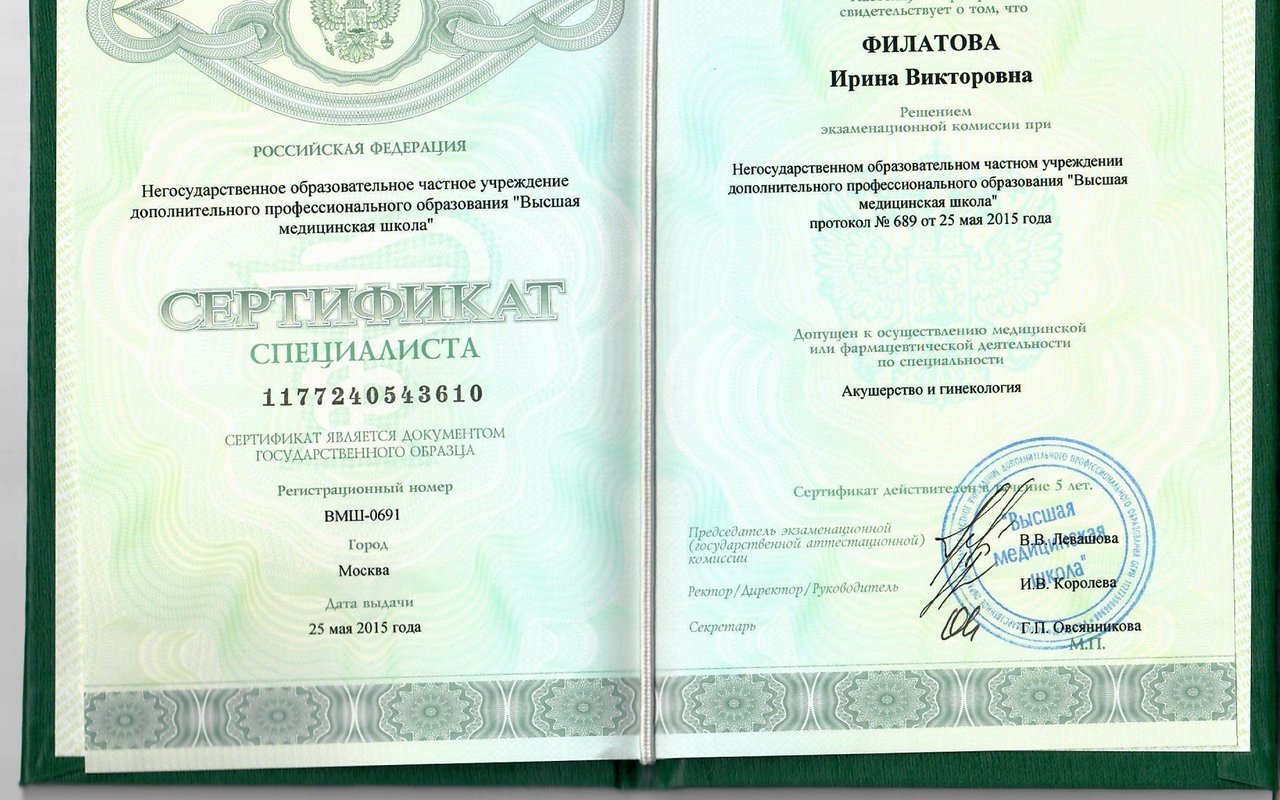 РОССИЙСКАЯ ФЕДЕРАЦИЯ
Негосударственное образовательное частное учреждение
дополнительного профессионального образования "Высшая
медицинская школа"
СЕРТИФИКАТ
СПЕЦИАЛИСТА
1177240543610
СЕРТИФИКАТ ЯВЛЯЕТСЯ ДОКУМЕНТОМ
ГОСУДАРСТВЕННОГО ОБРАЗЦА
Регистрационный номер
ВМШ-0691
Город
Москва
Дата выдачи
25 мая 2015 года
свидетельствует о том, что
ФИЛАТОВА
Ирина Викторовна
Решением
экзаменационной комиссии при
Негосударственном образовательном частном учреждении
дополнительного профессионального образования "Высшая
медицинская школа"
протокол № 689 от 25 мая 2015 года
Допущен к осуществлению медицинской
или фармацевтической деятельности
по специальности
Акушерство и гинекология
Сертификат действителен в течение 5 лет.
Председатель экзаменационной
(государственной аттестационной)
комиссии
В.В. Левашова
Ректор/Директор/Руководитель
И.В. Королева
Секретарь
Г.П. Овсянникова
М.П.
"Высшая
медицинская
школа"
ДОПОЛНИТЕЛЬНОГО ПРОФЕССИОНАЛЬНОГО ОБРАЗОВАНИЯ